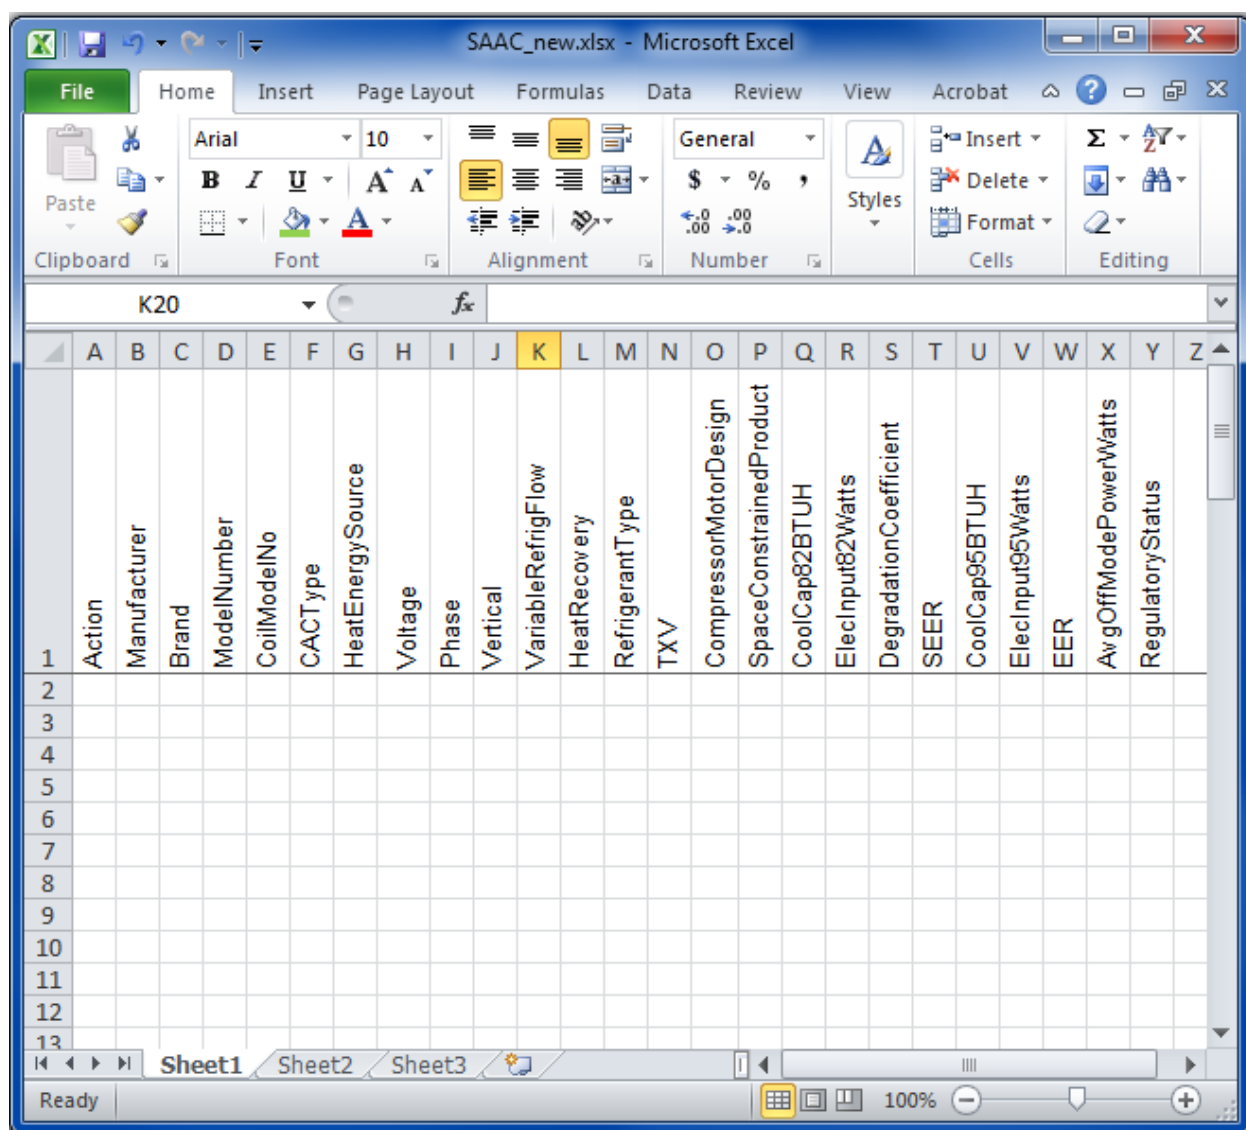 SAAC_new.xlsx - Microsoft Excel
File Home Insert Page Layout Formulas Data Review View Acrobat
Arial 10 General Insert Σ
Paste B I U A A $ % , Styles Delete
A Format
Clipboard Font Alignment Number Cells Editing
K20 fx
A B C D E F G H I J K L M N O P Q R S T U V W X Y Z
1 Action Manufacturer Brand ModelNumber CoilModelNo CACType HeatEnergySource Voltage Phase Vertical VariableRefrigFlow HeatRecovery RefrigerantType TXV CompressorMotorDesign SpaceConstrainedProduct CoolCap82BTUH ElecInput82Watts DegradationCoefficient SEER CoolCap95BTUH ElecInput95Watts EER AvgOffModePowerWatts RegulatoryStatus
2
3
4
5
6
7
8
9
10
11
12
13
Sheet1 Sheet2 Sheet3
Ready 100%